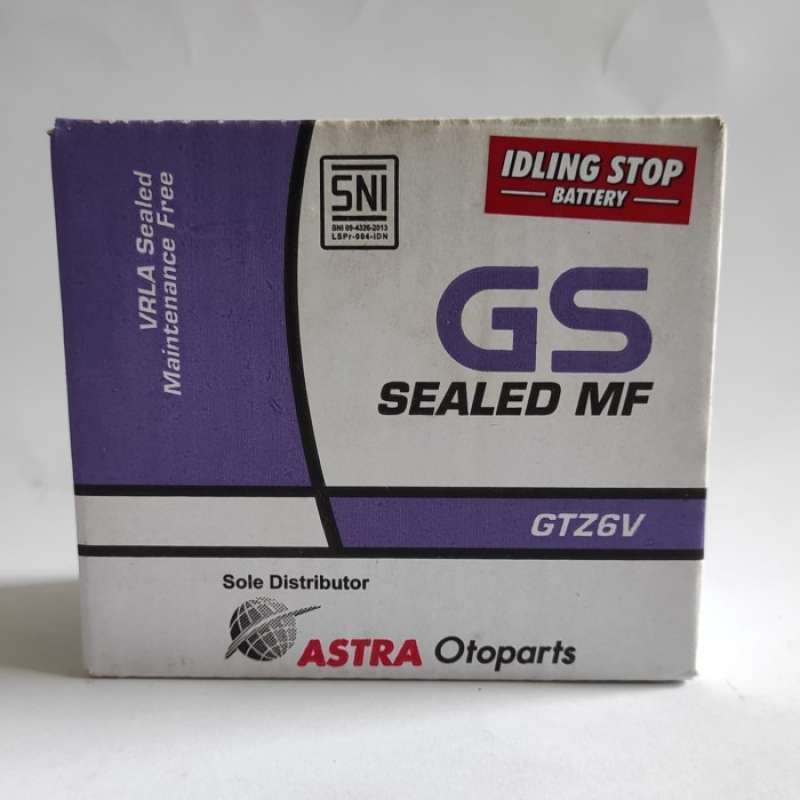 VRLA Sealed
Maintenance Free
SNI
SNI 09-4326-2013
LSPr-004-IDN
IDLING STOP
BATTERY
GS
SEALED MF
GTZ6V
Sole Distributor
ASTRA Otoparts